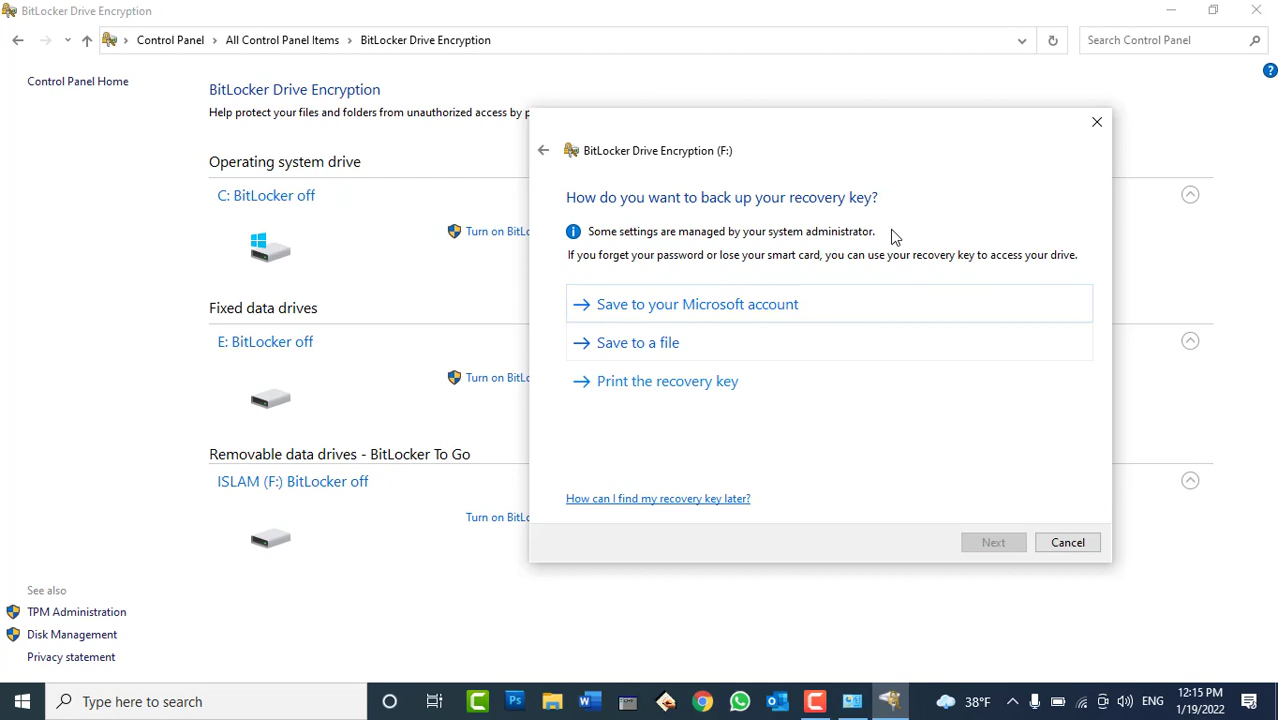 BitLocker Drive Encryption
Control Panel > All Control Panel Items > BitLocker Drive Encryption
Search Control Panel
Control Panel Home
BitLocker Drive Encryption
Help protect your files and folders from unauthorized access by p
Operating system drive
C: BitLocker off
Turn on BitLo
Fixed data drives
E: BitLocker off
Turn on BitLo
Removable data drives - BitLocker To Go
ISLAM (F:) BitLocker off
Turn on BitLo
See also
TPM Administration
Disk Management
Privacy statement
BitLocker Drive Encryption (F:)
How do you want to back up your recovery key?
Some settings are managed by your system administrator.
If you forget your password or lose your smart card, you can use your recovery key to access your drive.
Save to your Microsoft account
Save to a file
Print the recovery key
How can I find my recovery key later?
Next Cancel
Type here to search
38°F
ENG
12:15 PM
1/19/2022